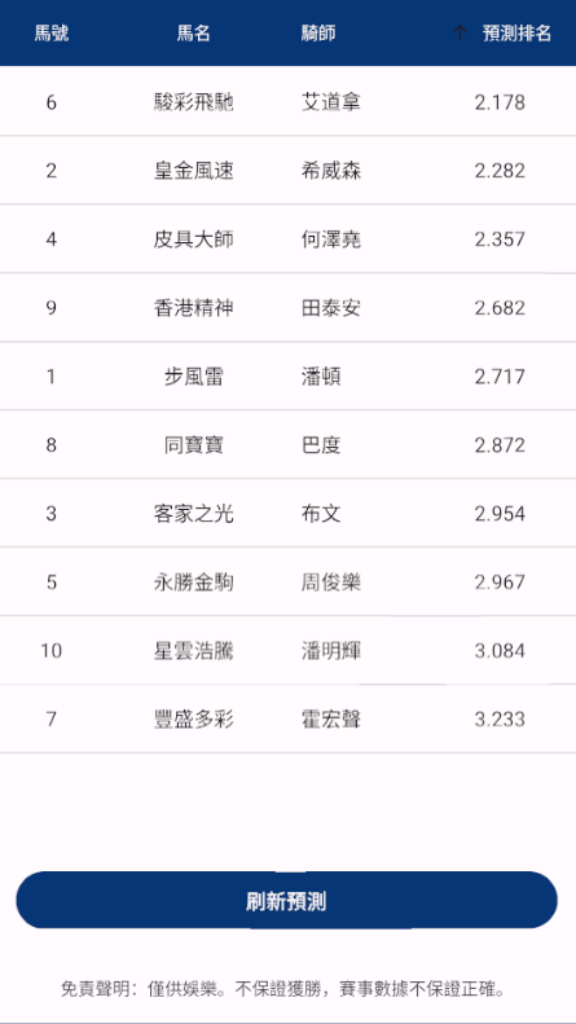 馬號 馬名 騎師 ↑ 預測排名
6 駿彩飛馳 艾道拿 2.178
2 皇金風速 希威森 2.282
4 皮具大師 何澤堯 2.357
9 香港精神 田泰安 2.682
1 步風雷 潘頓 2.717
8 同寶寶 巴度 2.872
3 客家之光 布文 2.954
5 永勝金駒 周俊樂 2.967
10 星雲浩騰 潘明輝 3.084
7 豐盛多彩 霍宏聲 3.233
刷新預測
免責聲明：僅供娛樂。不保證獲勝，賽事數據不保證正確。